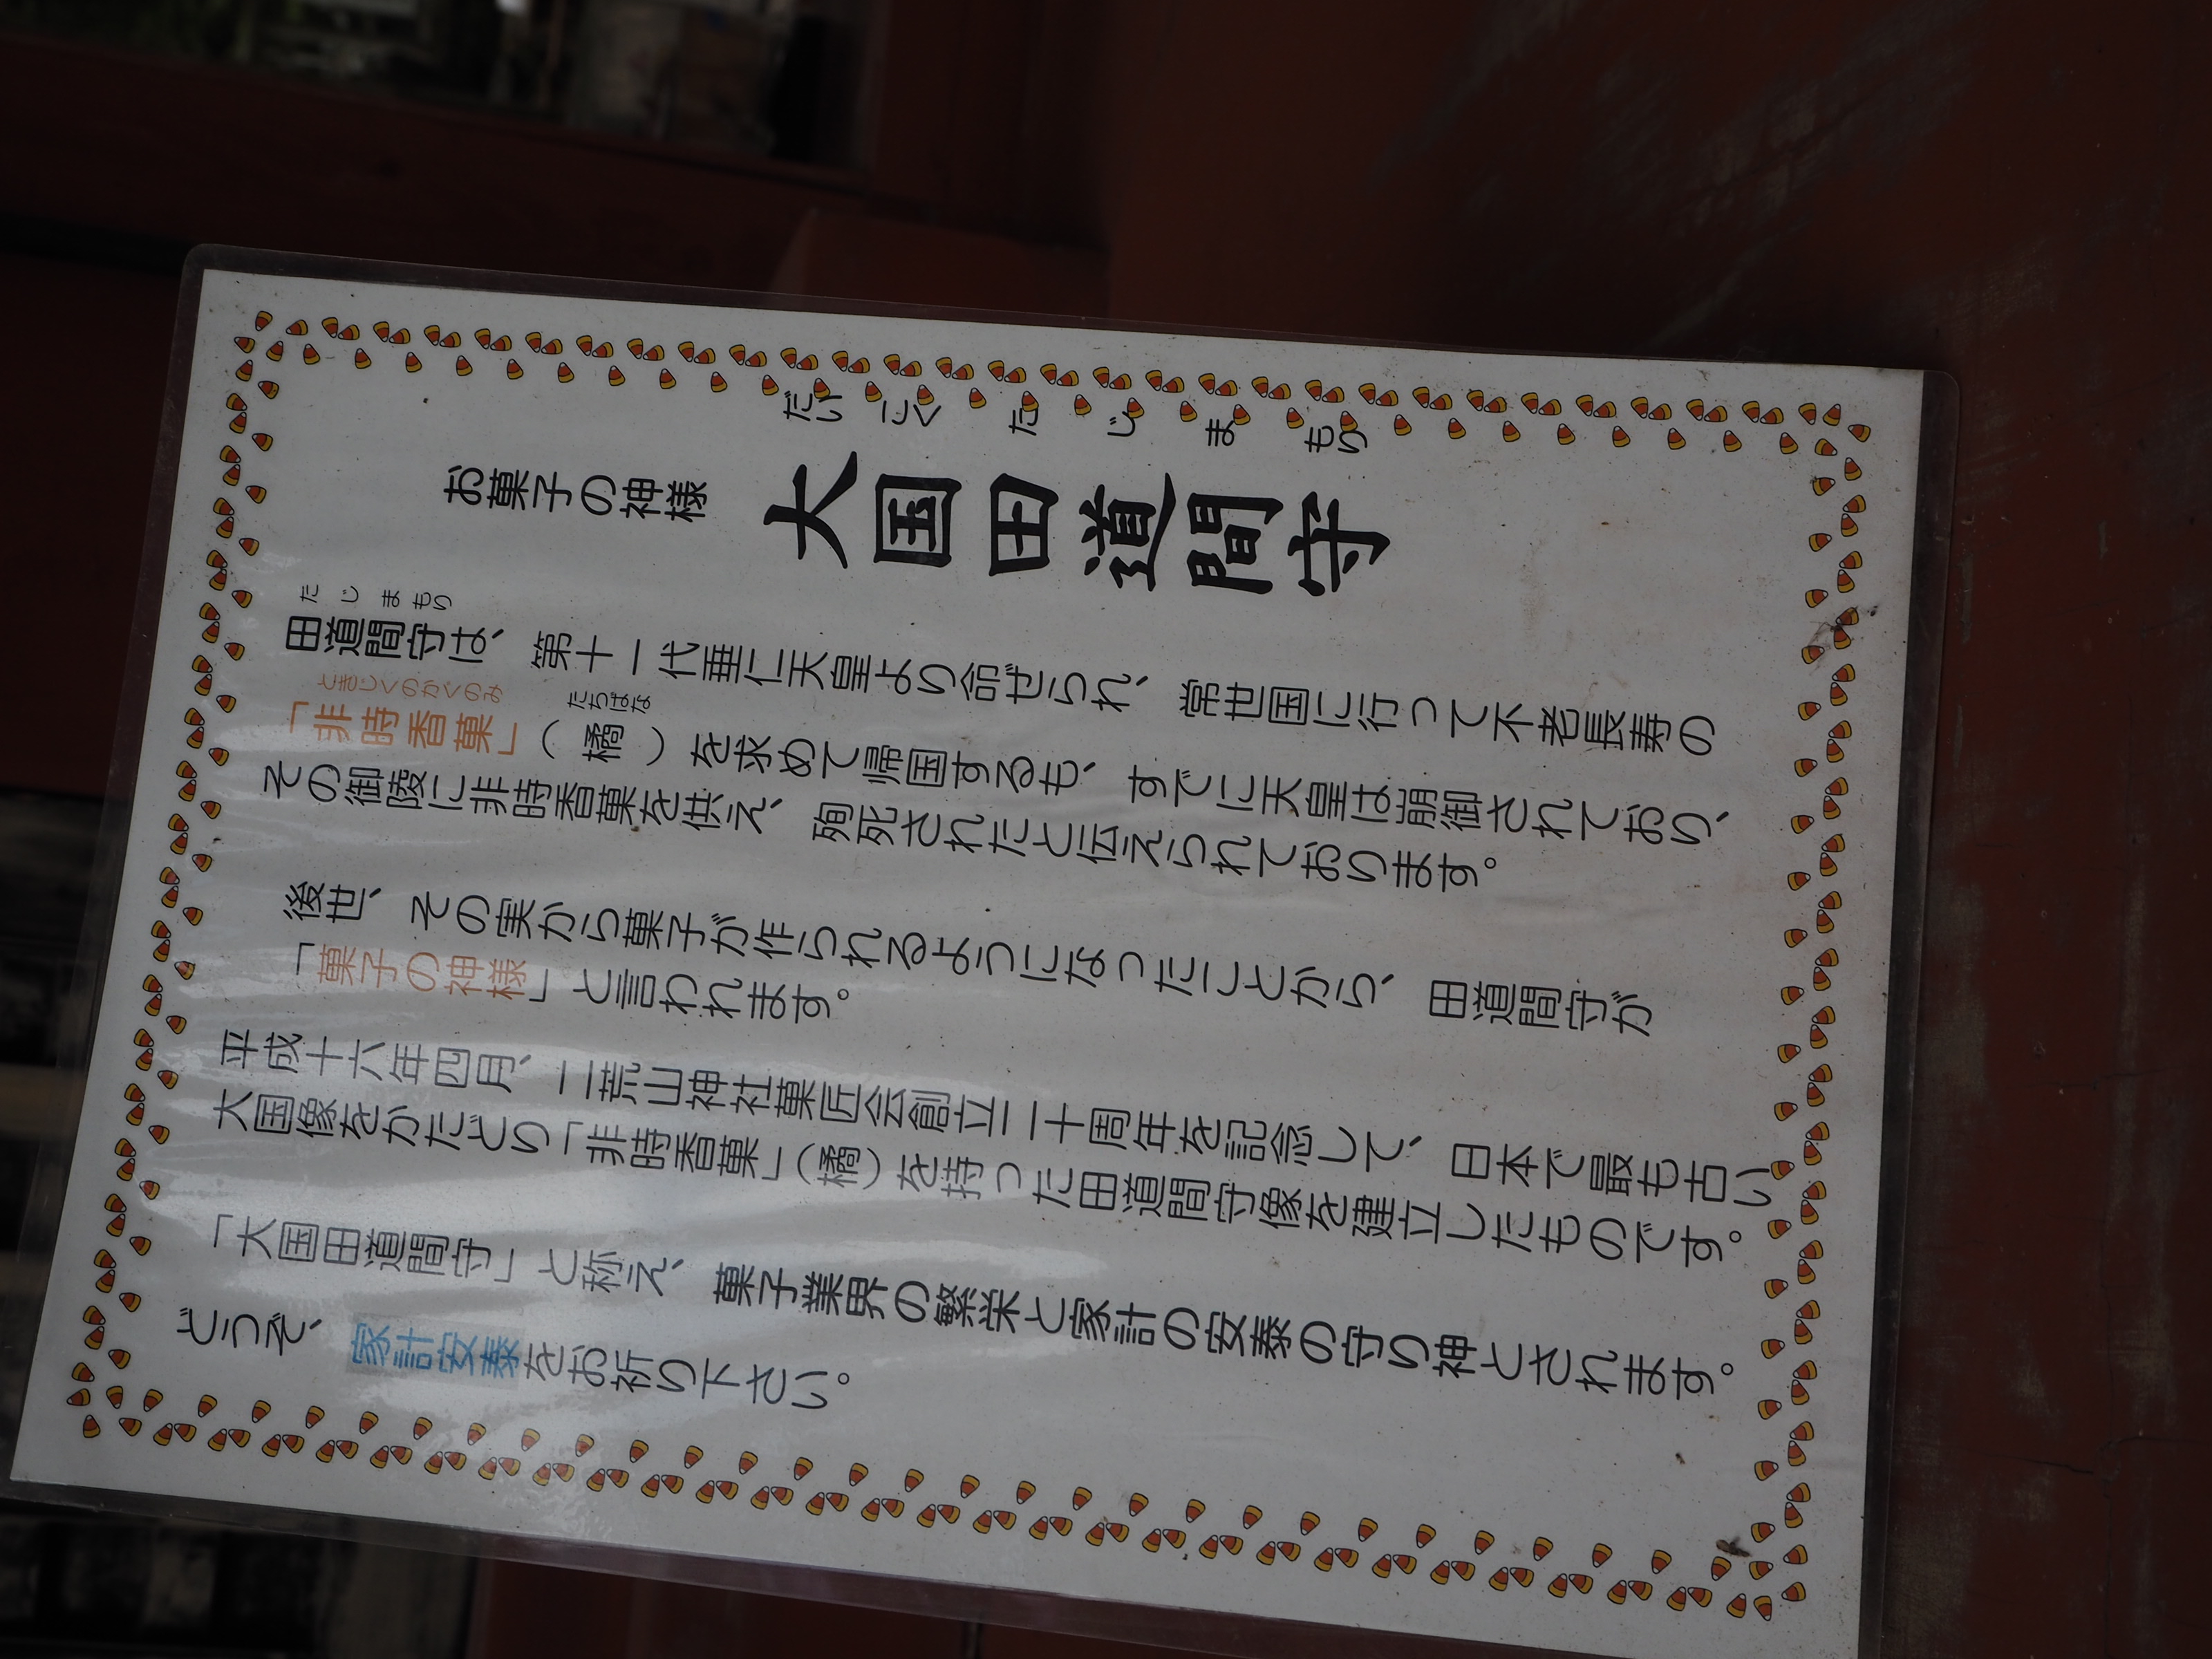 だいこくたじまもり
お菓子の神様 大国田道間守
たじまもり
田道間守は、第十一代垂仁天皇より命ぜられ、常世国に行って不老長寿の
ときじくのかくのみ たちばな
「非時香菓」（橘）を求めて帰国するも、すでに天皇は崩御されており、
その御陵に非時香菓を供え、殉死されたと伝えられております。
後世、その実から菓子が作られるようになったことから、田道間守が
「菓子の神様」と言われます。
平成十六年四月、二荒山神社菓匠会創立二十周年を記念して、日本で最も古い
大国像をかたどり「非時香菓」（橘）を持った田道間守像を建立したものです。
「大国田道間守」と称え、菓子業界の繁栄と家計の安泰の守り神とされます。
どうぞ、家計安泰をお祈り下さい。